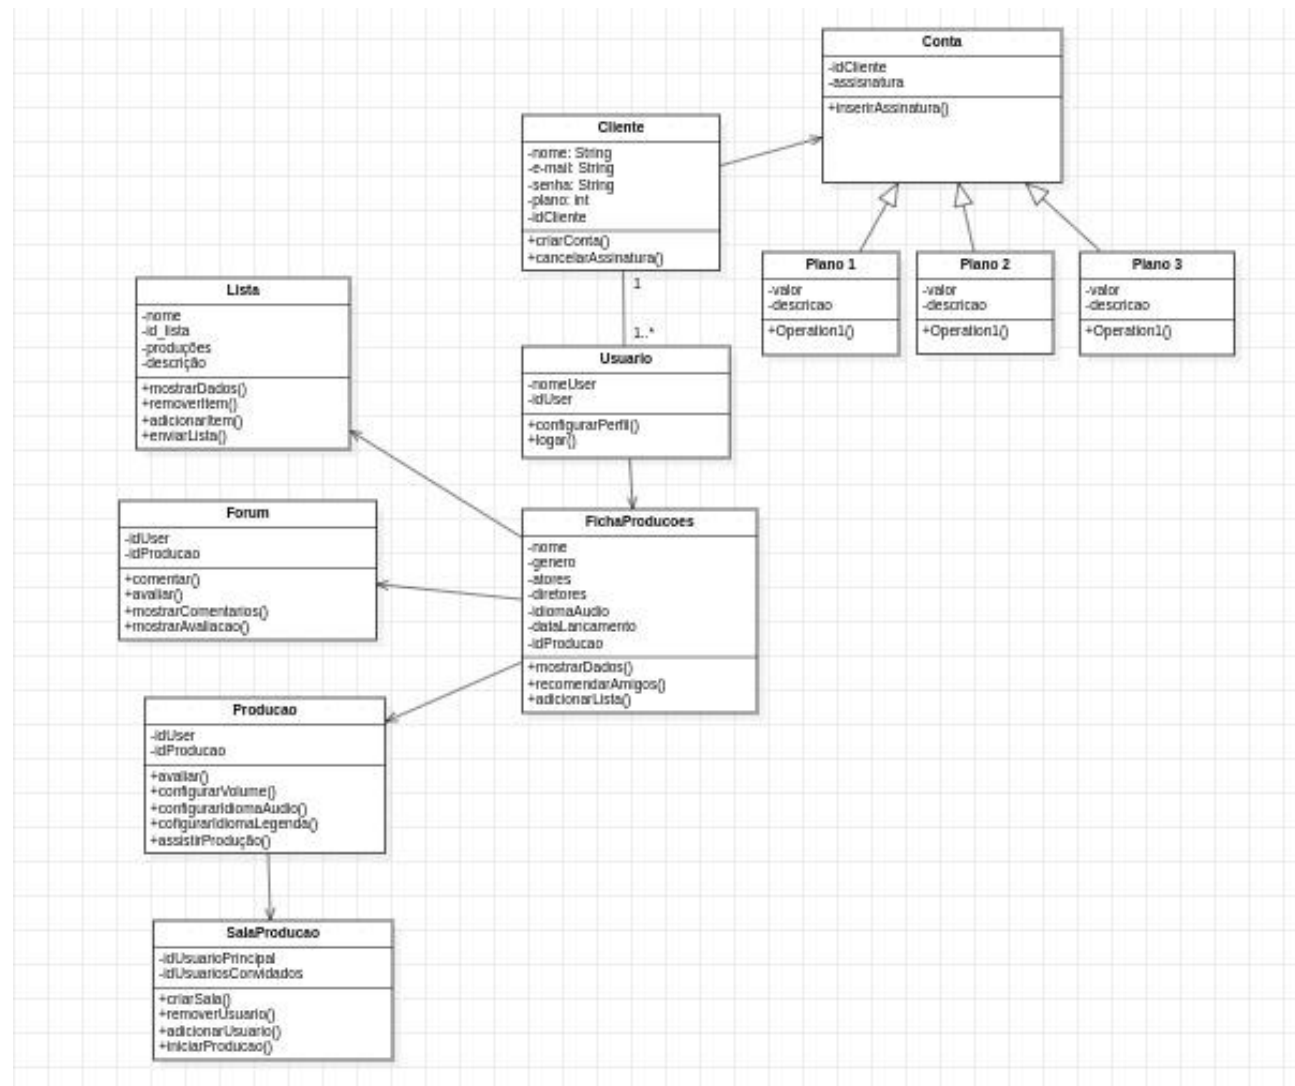 Conta
-idCliente
-assisnatura
+inserirAssinatura()
Cliente
-nome: String
-e-mail: String
-senha: String
-plano: int
-idCliente
+criarConta()
+cancelarAssinatura()
1
1..*
Plano 1
-valor
-descricao
+Operation1()
Plano 2
-valor
-descricao
+Operation1()
Plano 3
-valor
-descricao
+Operation1()
Lista
-nome
-id_lista
-produções
-descrição
+mostrarDados()
+removerItem()
+adicionarItem()
+enviarLista()
Usuario
-nomeUser
-idUser
+configurarPerfil()
+logar()
Forum
-idUser
-idProducao
+comentar()
+avaliar()
+mostrarComentarios()
+mostrarAvaliacao()
FichaProducoes
-nome
-genero
-atores
-diretores
-idiomaAudio
-dataLancamento
-idProducao
+mostrarDados()
+recomendarAmigos()
+adicionarLista()
Producao
-idUser
-idProducao
+avaliar()
+configurarVolume()
+configurarIdiomaAudio()
+cofigurarIdiomaLegenda()
+assistirProdução()
SalaProducao
-idUsuarioPrincipal
-idUsuariosConvidados
+criarSala()
+removerUsuario()
+adicionarUsuario()
+iniciarProducao()